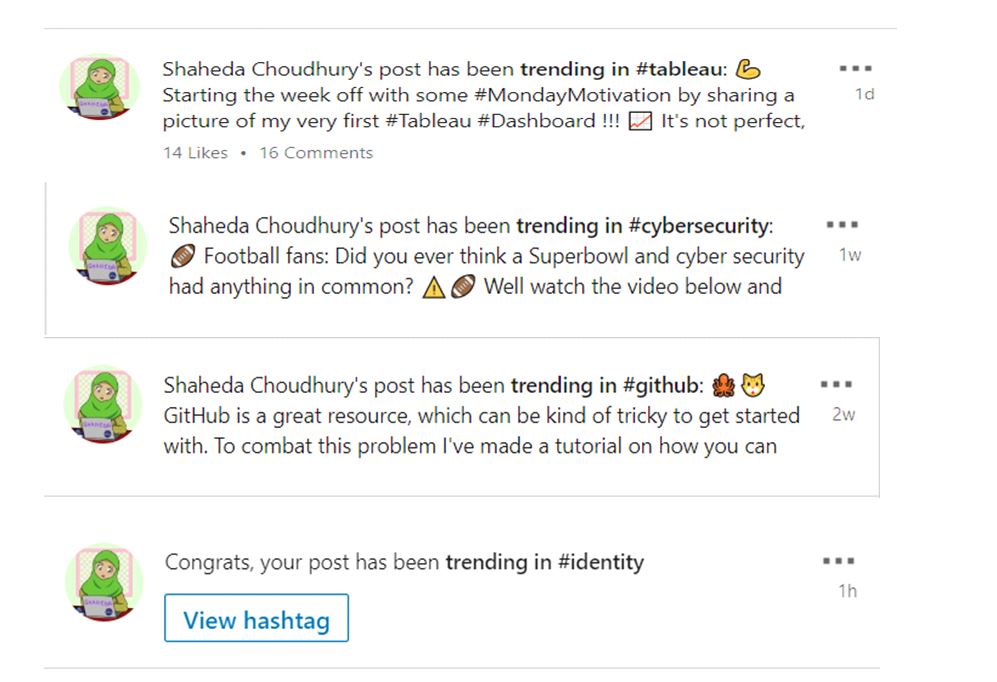 Shaheda Choudhury's post has been trending in #tableau: 💪
Starting the week off with some #MondayMotivation by sharing a
picture of my very first #Tableau #Dashboard !!! 📈 It's not perfect,
14 Likes • 16 Comments
1d
Shaheda Choudhury's post has been trending in #cybersecurity:
🏈 Football fans: Did you ever think a Superbowl and cyber security
had anything in common? ⚠️🏈 Well watch the video below and
1w
Shaheda Choudhury's post has been trending in #github: 🐙🐱
GitHub is a great resource, which can be kind of tricky to get started
with. To combat this problem I've made a tutorial on how you can
2w
Congrats, your post has been trending in #identity
1h
View hashtag